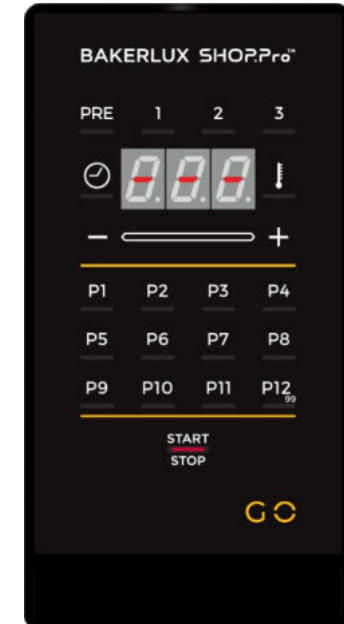 BAKERLUX SHOP.Pro™
PRE 1 2 3
---
− +
P1 P2 P3 P4
P5 P6 P7 P8
P9 P10 P11 P12
99
START
STOP
GO